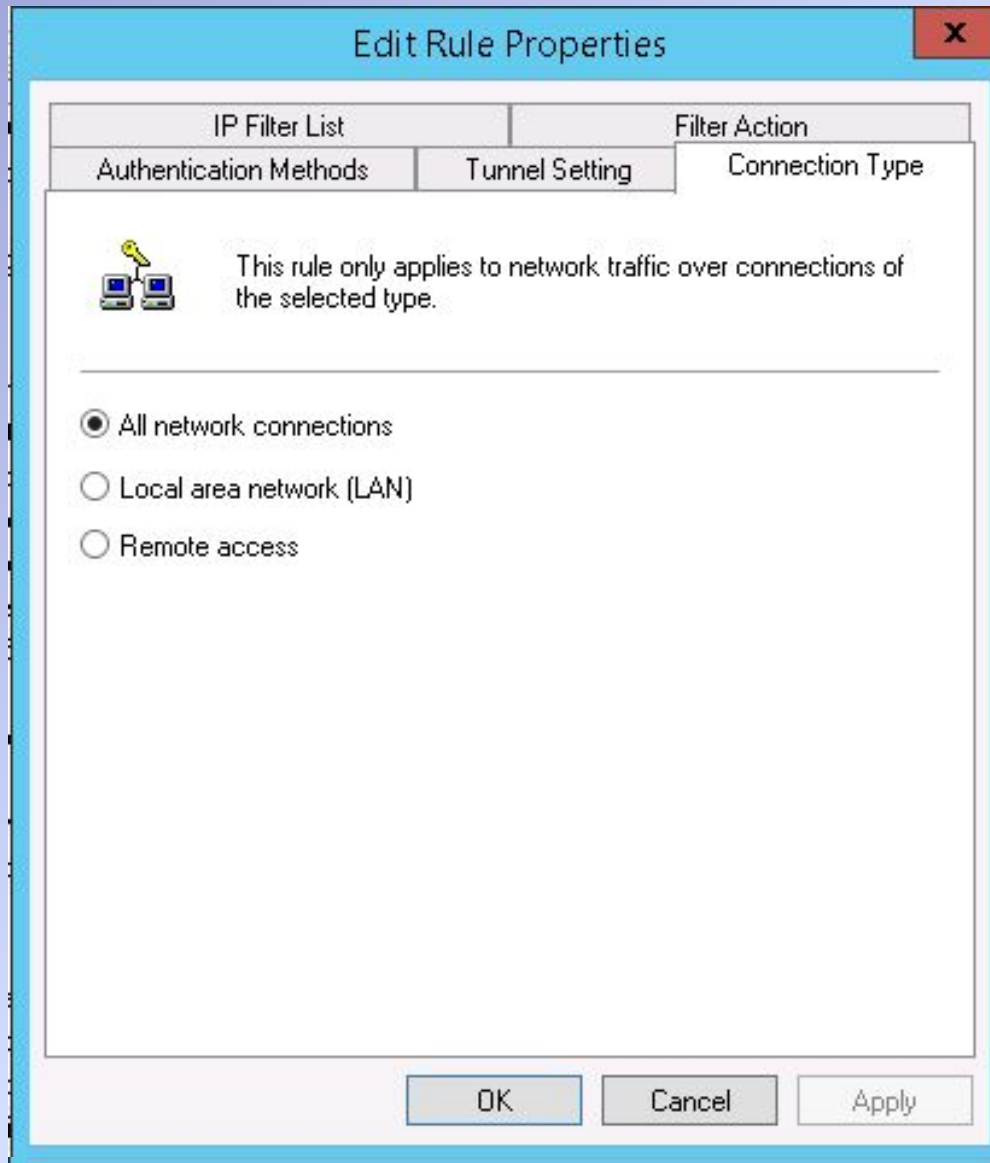 Edit Rule Properties
x
IP Filter List
Filter Action
Authentication Methods
Tunnel Setting
Connection Type
This rule only applies to network traffic over connections of
the selected type.
All network connections
Local area network (LAN)
Remote access
OK
Cancel
Apply